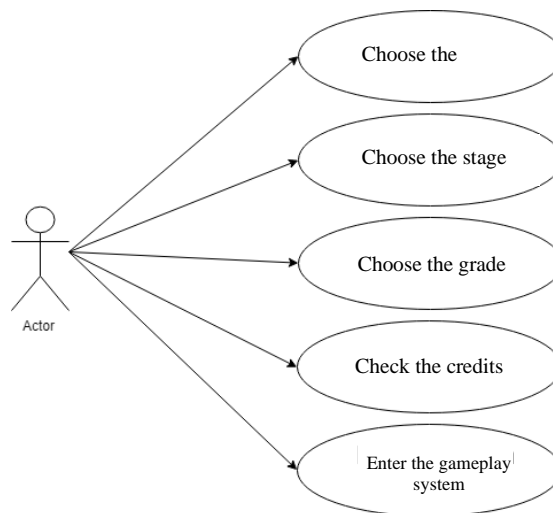 Choose the
Choose the stage
Choose the grade
Actor
Check the credits
Enter the gameplay
system